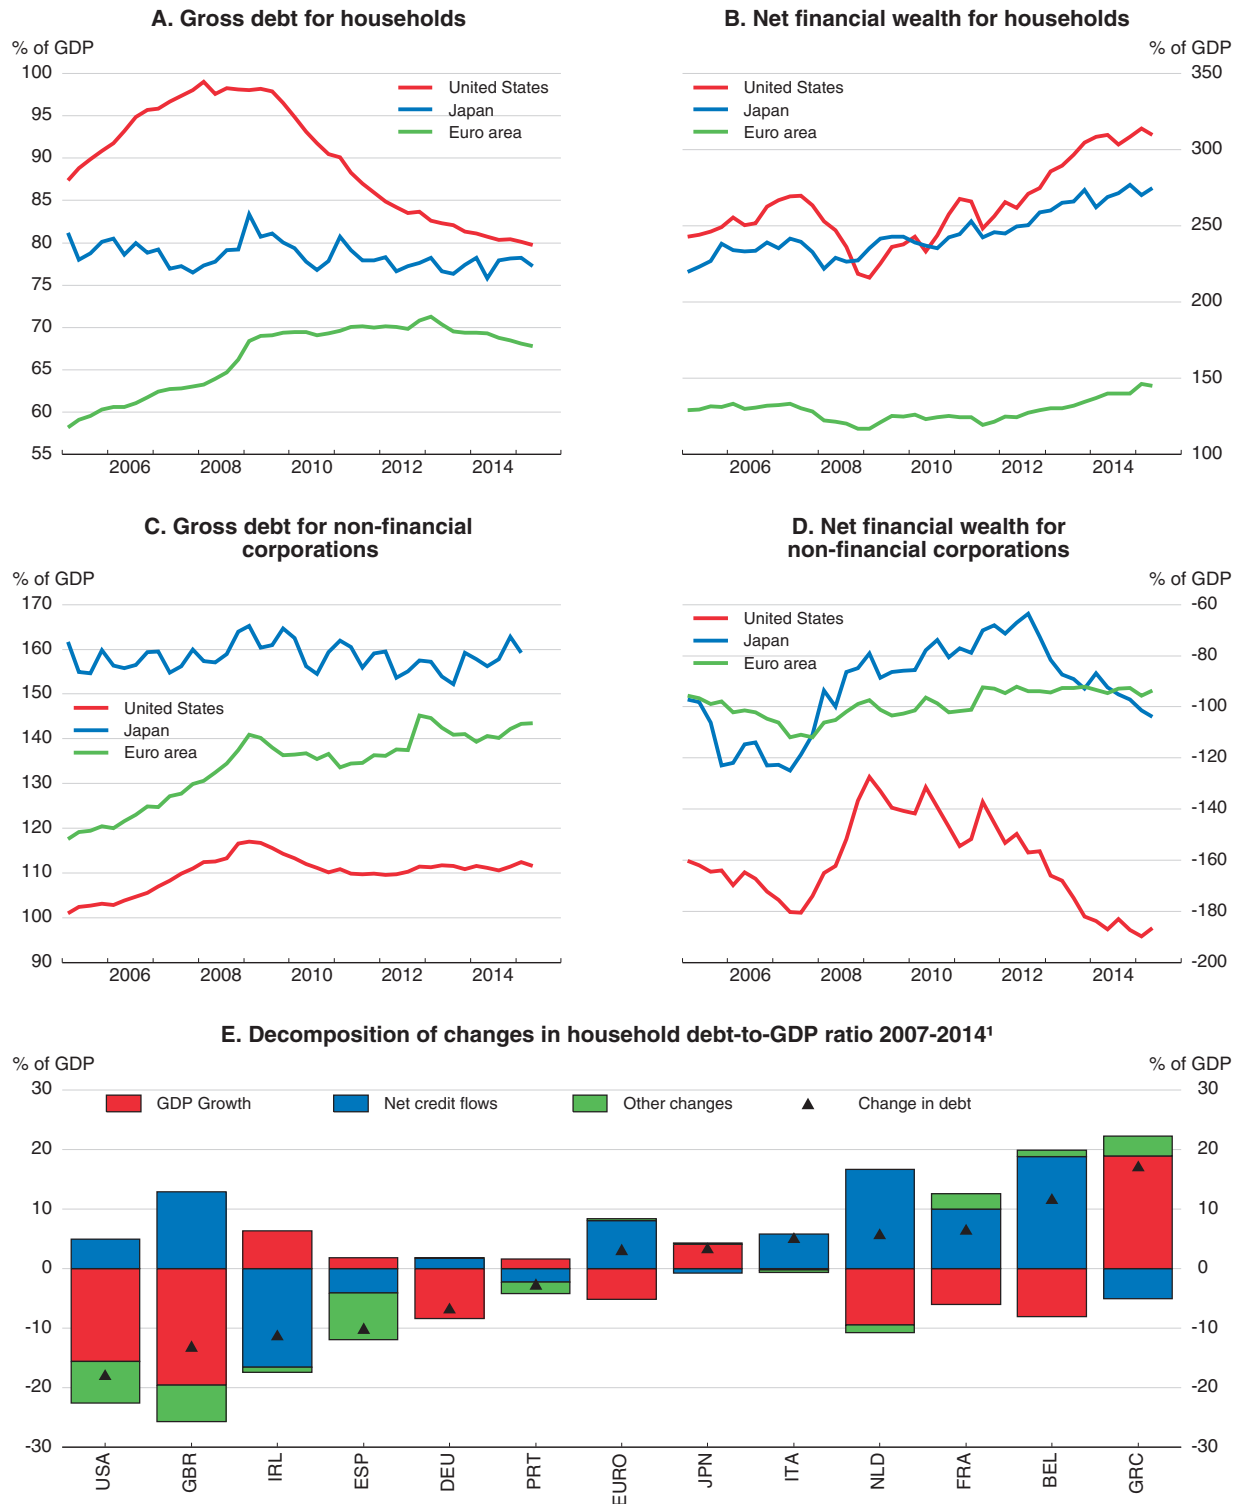 A. Gross debt for households
% of GDP
100
95
90
85
80
75
70
65
60
55
United States
Japan
Euro area
2006 2008 2010 2012 2014
B. Net financial wealth for households
% of GDP
350
300
250
200
150
100
United States
Japan
Euro area
2006 2008 2010 2012 2014
C. Gross debt for non-financial
corporations
% of GDP
170
160
150
140
130
120
110
100
90
United States
Japan
Euro area
2006 2008 2010 2012 2014
D. Net financial wealth for
non-financial corporations
% of GDP
-60
-80
-100
-120
-140
-160
-180
-200
United States
Japan
Euro area
2006 2008 2010 2012 2014
E. Decomposition of changes in household debt-to-GDP ratio 2007-2014¹
% of GDP % of GDP
GDP Growth Net credit flows Other changes Change in debt
30 30
20 20
10 10
0 0
-10 -10
-20 -20
-30 -30
USA GBR IRL ESP DEU PRT EURO JPN ITA NLD FRA BEL GRC